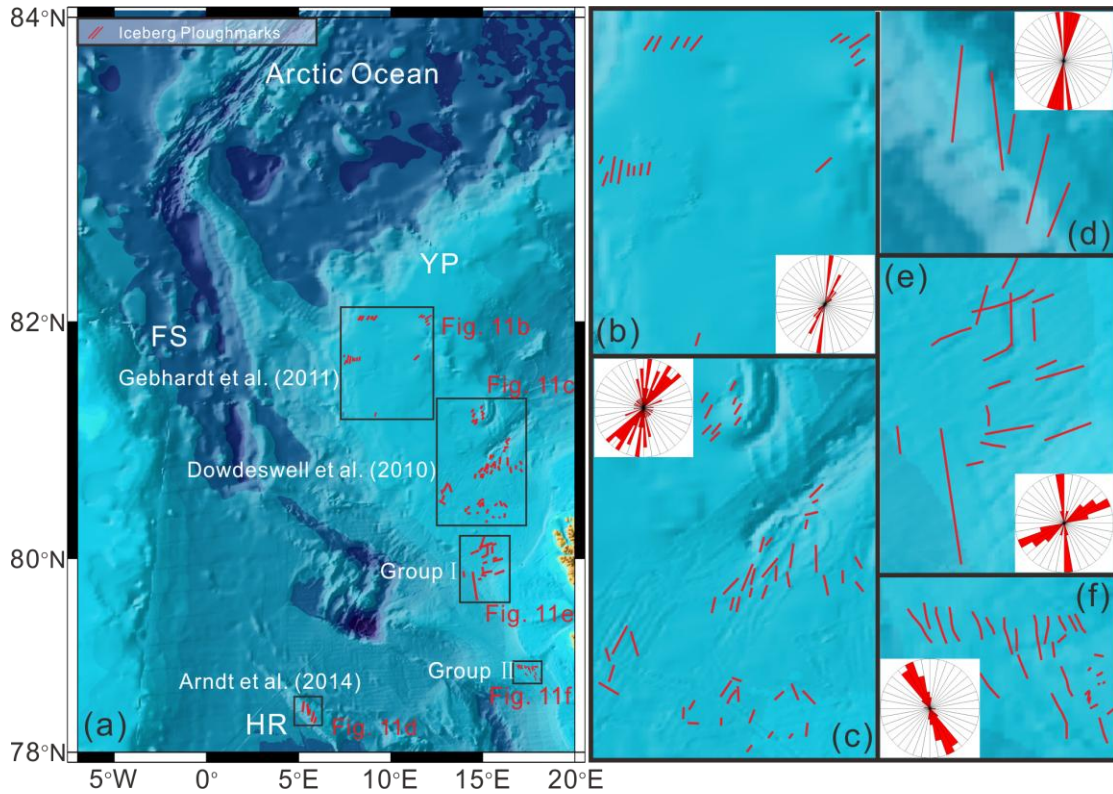 84°N
Iceberg Ploughmarks
Arctic Ocean
YP
82°N
FS
Fig. 11b
Gebhardt et al. (2011)
Fig. 11c
Dowdeswell et al. (2010)
80°N
Group I
Fig. 11e
Group II
Fig. 11f
Arndt et al. (2014)
HR
Fig. 11d
(a)
78°N
5°W
0°
5°E
10°E
15°E
20°E
(b)
(c)
(d)
(e)
(f)